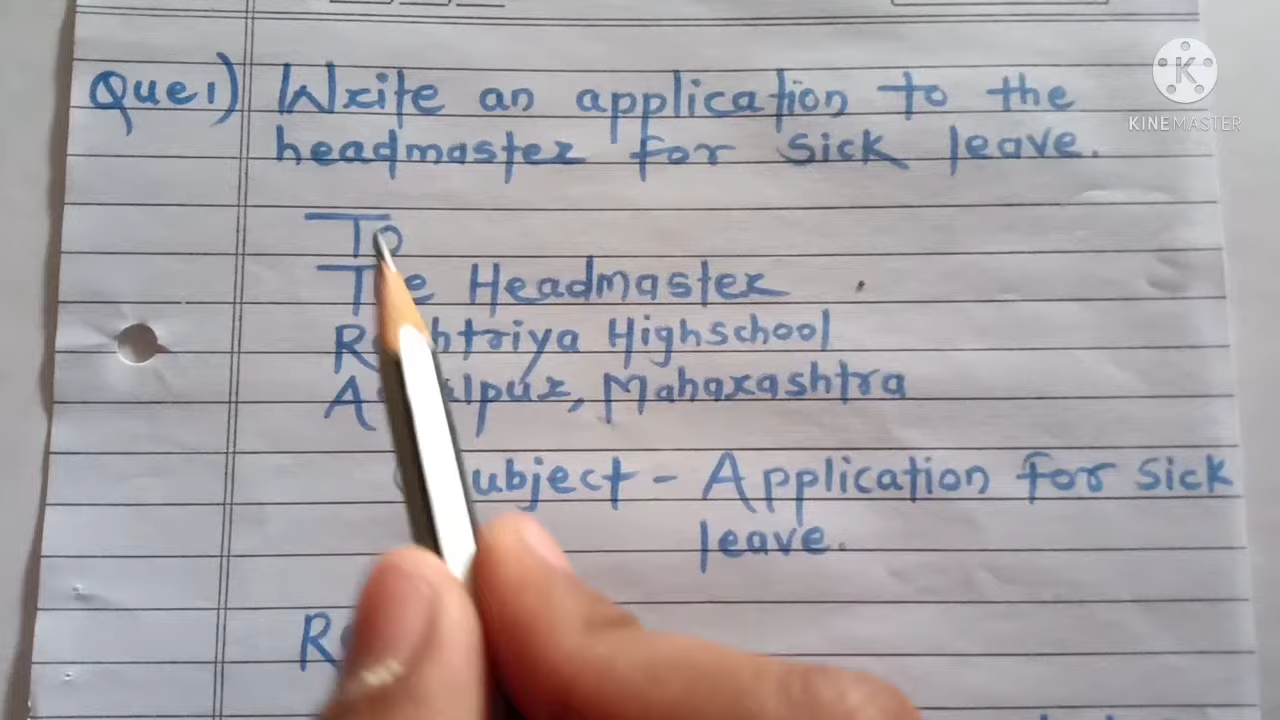 Que1) Write an application to the
headmaster for sick leave.
To
The Headmaster
Highschool
Maharashtra
Subject - Application for sick
leave.
KINEMASTER